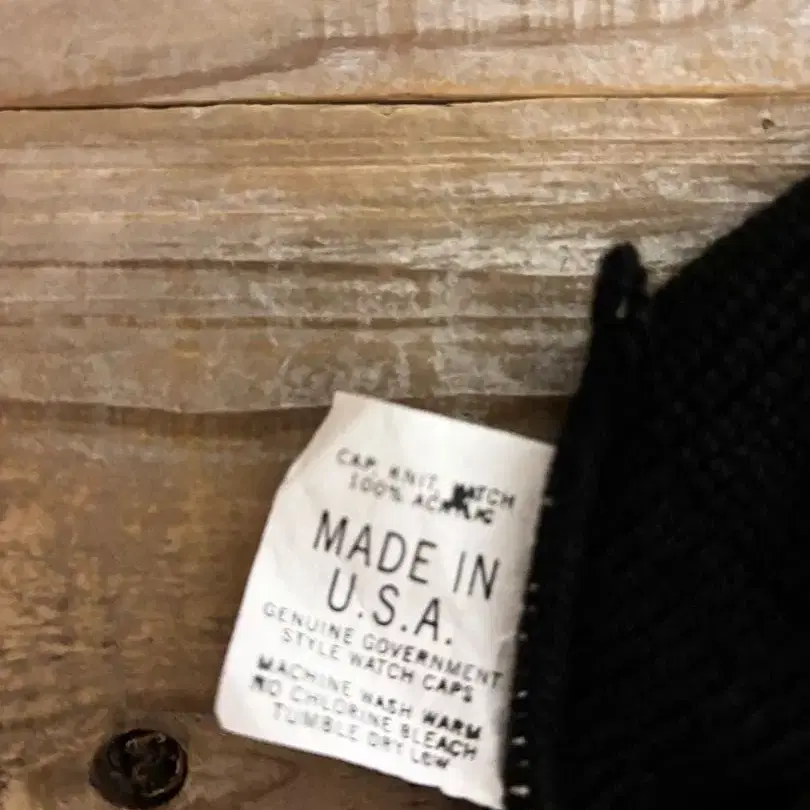 CAP, KNIT, WATCH
100% ACRYLIC
MADE IN
U.S.A.
GENUINE GOVERNMENT
STYLE WATCH CAPS
MACHINE WASH WARM
NO CHLORINE BLEACH
TUMBLE DRY LOW